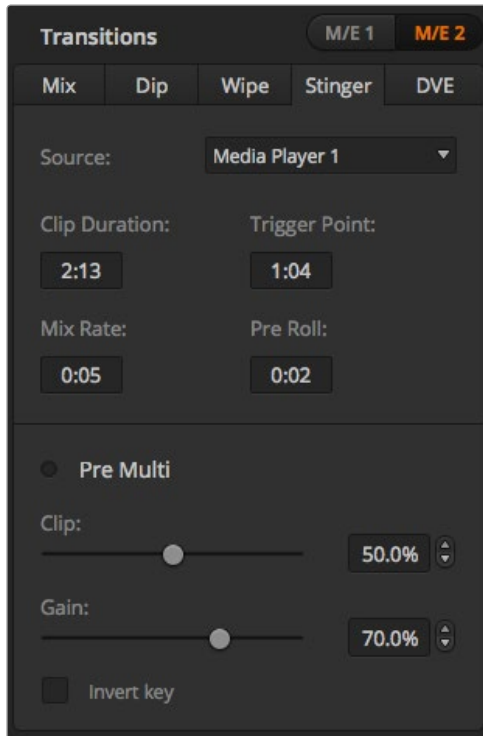 Transitions M/E 1 M/E 2
Mix Dip Wipe Stinger DVE
Source: Media Player 1
Clip Duration: Trigger Point:
2:13 1:04
Mix Rate: Pre Roll:
0:05 0:02
Pre Multi
Clip:
50.0%
Gain:
70.0%
Invert key